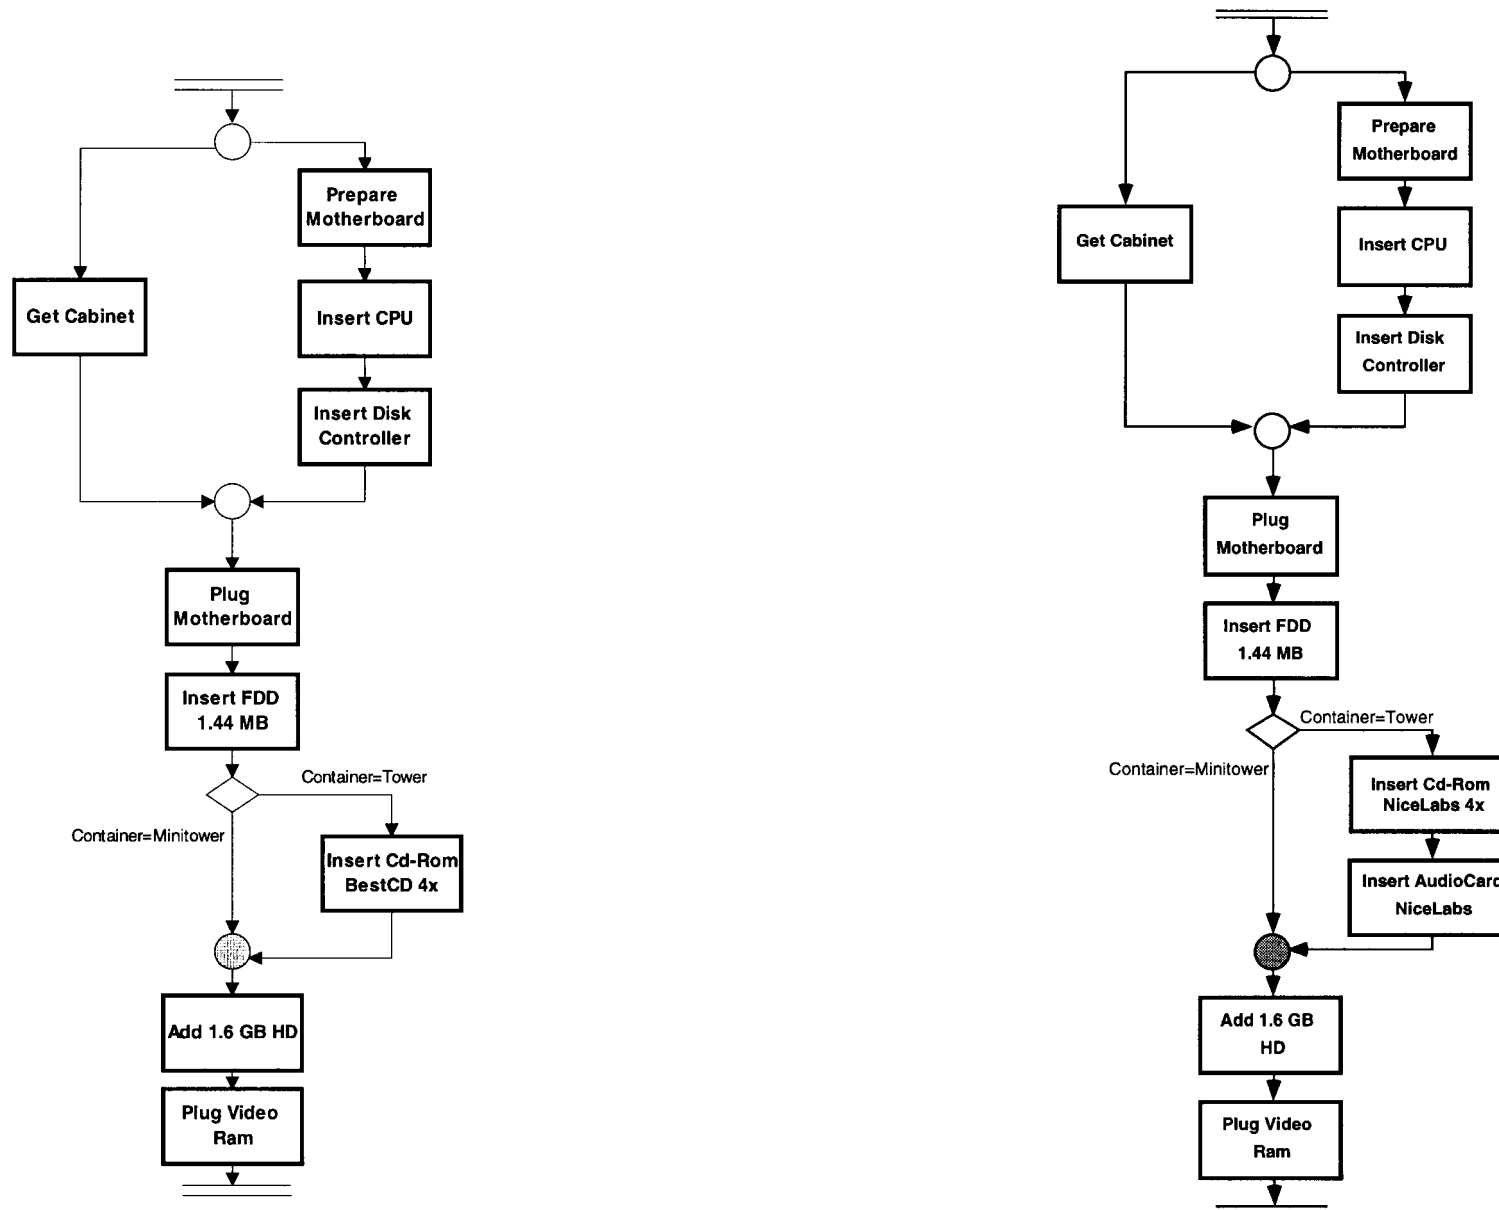 Prepare
Motherboard
Get Cabinet
Insert CPU
Insert Disk
Controller
Plug
Motherboard
Insert FDD
1.44 MB
Container=Tower
Container=Minitower
Insert Cd-Rom
BestCD 4x
Add 1.6 GB HD
Plug Video
Ram
Prepare
Motherboard
Get Cabinet
Insert CPU
Insert Disk
Controller
Plug
Motherboard
Insert FDD
1.44 MB
Container=Tower
Container=Minitower
Insert Cd-Rom
NiceLabs 4x
Insert AudioCard
NiceLabs
Add 1.6 GB
HD
Plug Video
Ram